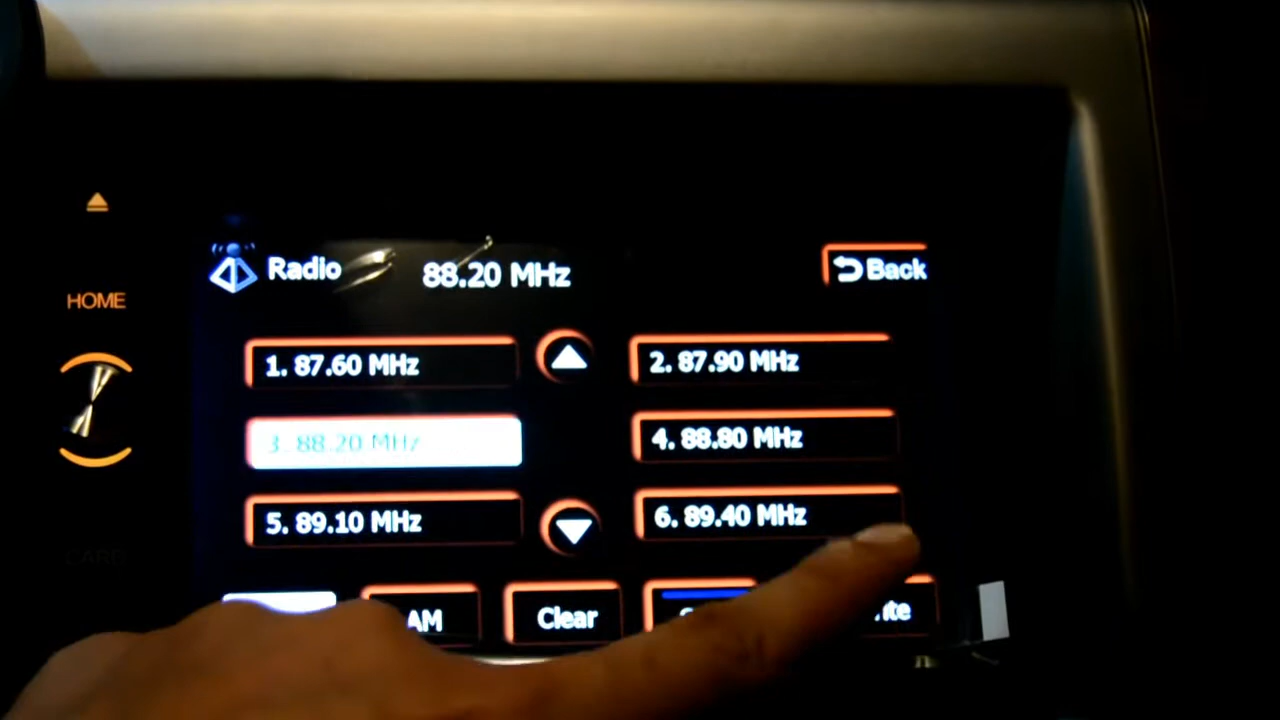 Radio
88.20 MHz
Back
HOME
1. 87.60 MHz
2. 87.90 MHz
3. 88.20 MHz
4. 88.80 MHz
5. 89.10 MHz
6. 89.40 MHz
CARD
AM
Clear